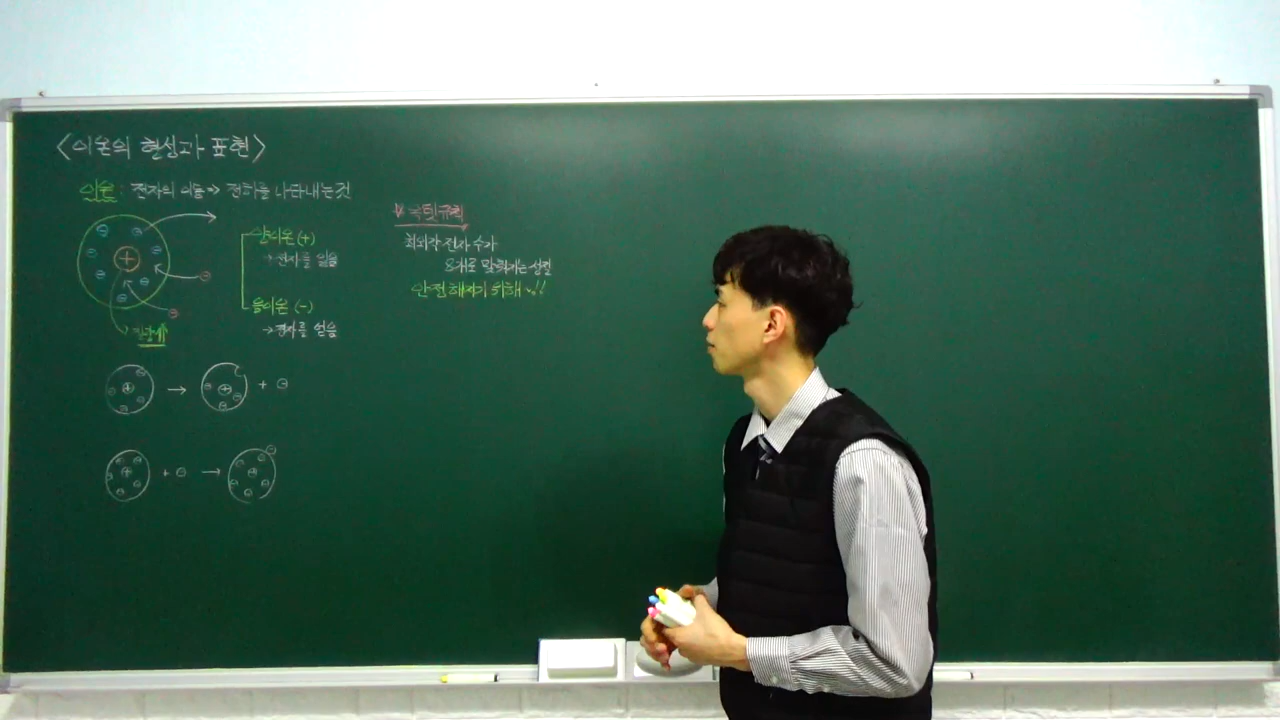 <이온의 형성과 표현>
이온 : 전자의 이동 ⇒ 전하를 나타내는 것
양이온 (+)
→ 전자를 잃음
음이온 (-)
→ 전자를 얻음
* 옥텟규칙
최외각 전자 수가
8개로 맞춰지는 성질
안정해지기 위해
+
→
+
+ ⊖
+
+ ⊖ →
+